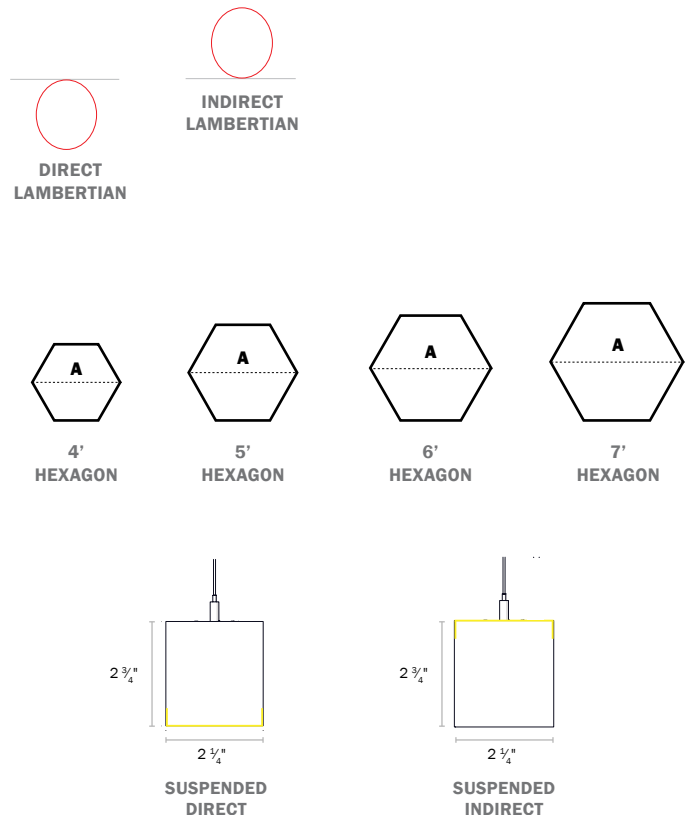 INDIRECT
LAMBERTIAN
DIRECT
LAMBERTIAN
A
A
A
A
4’
HEXAGON
5’
HEXAGON
6’
HEXAGON
7’
HEXAGON
2 ¾"
2 ¼"
SUSPENDED
DIRECT
2 ¾"
2 ¼"
SUSPENDED
INDIRECT